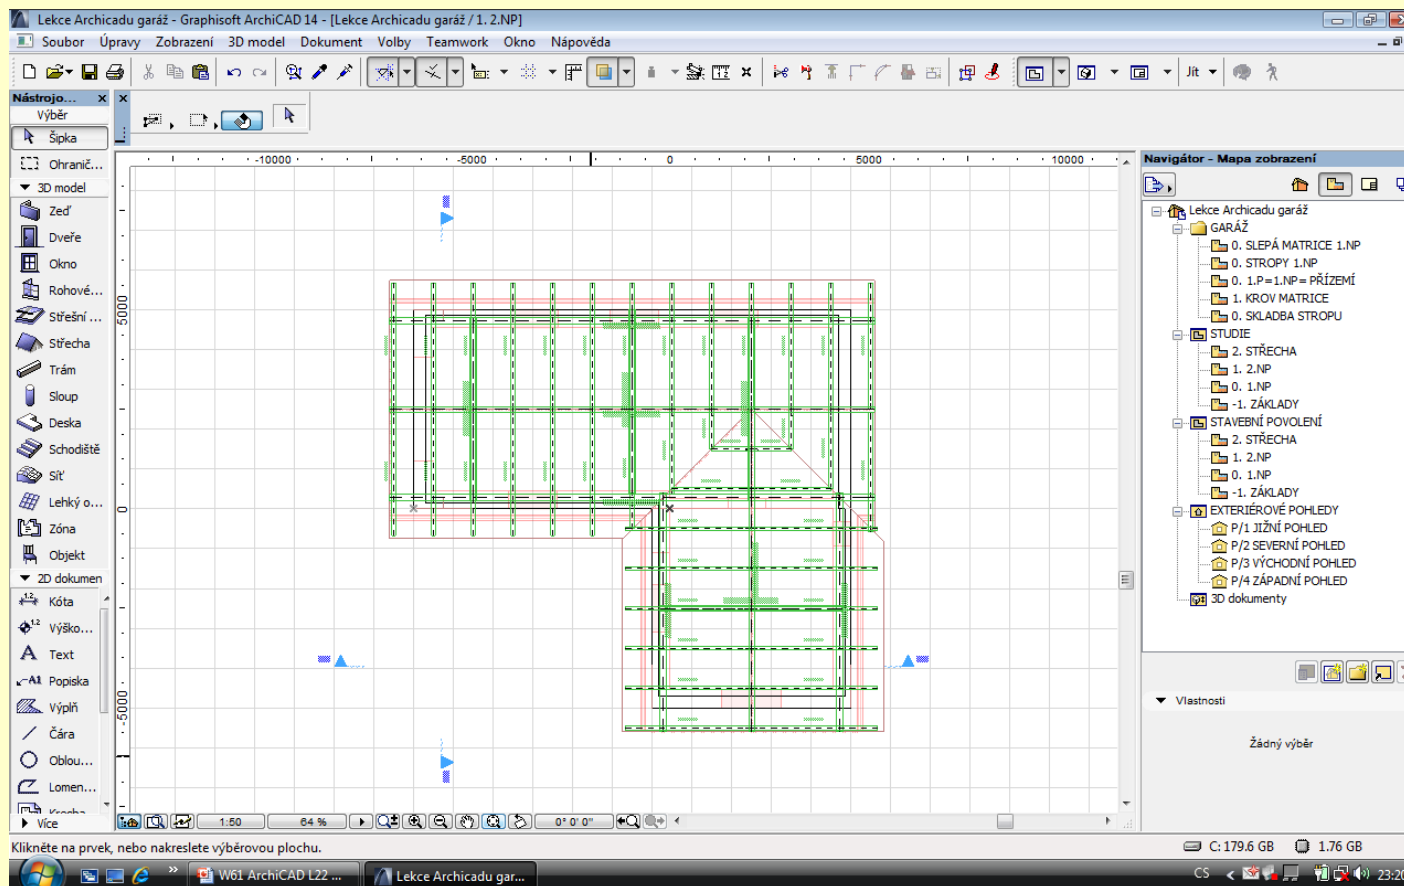 Lekce Archicadu garáž - Graphisoft ArchiCAD 14 - [Lekce Archicadu garáž / 1. 2.NP]
Soubor Úpravy Zobrazení 3D model Dokument Volby Teamwork Okno Nápověda
Jít
Nástrojo... x x
Výběr
Šipka
Ohranič...
3D model
Zeď
Dveře
Okno
Rohové...
Střešní ...
Střecha
Trám
Sloup
Deska
Schodiště
Síť
Lehký o...
Zóna
Objekt
2D dokumen
Kóta
Výško...
Text
A1 Popiska
Výplň
Čára
Oblou...
Lomen...
Více
-10000 -5000 0 5000 10000
5000
0
-5000
1:50 64 % 0° 0' 0"
Navigátor - Mapa zobrazení
Lekce Archicadu garáž
GARÁŽ
0. SLEPÁ MATRICE 1.NP
0. STROPY 1.NP
0. 1.P=1.NP= PŘÍZEMÍ
1. KROV MATRICE
0. SKLADBA STROPU
STUDIE
2. STŘECHA
1. 2.NP
0. 1.NP
-1. ZÁKLADY
STAVEBNÍ POVOLENÍ
2. STŘECHA
1. 2.NP
0. 1.NP
-1. ZÁKLADY
EXTERIÉROVÉ POHLEDY
P/1 JIŽNÍ POHLED
P/2 SEVERNÍ POHLED
P/3 VÝCHODNÍ POHLED
P/4 ZÁPADNÍ POHLED
3D dokumenty
Vlastnosti
Žádný výběr
Klikněte na prvek, nebo nakreslete výběrovou plochu.
C: 179.6 GB 1.76 GB
W61 ArchiCAD L22 ... Lekce Archicadu gar... CS 23:20